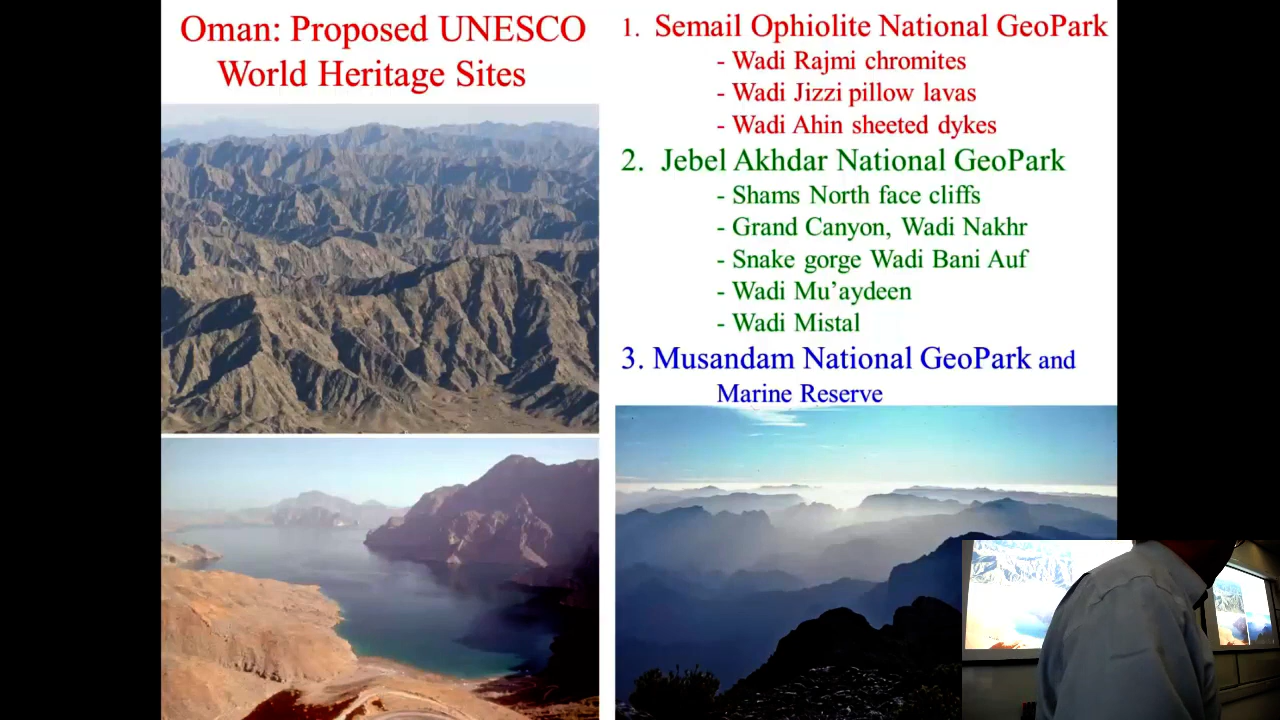 Oman: Proposed UNESCO
World Heritage Sites
1. Semail Ophiolite National GeoPark
- Wadi Rajmi chromites
- Wadi Jizzi pillow lavas
- Wadi Ahin sheeted dykes
2. Jebel Akhdar National GeoPark
- Shams North face cliffs
- Grand Canyon, Wadi Nakhr
- Snake gorge Wadi Bani Auf
- Wadi Mu'aydeen
- Wadi Mistal
3. Musandam National GeoPark and
Marine Reserve